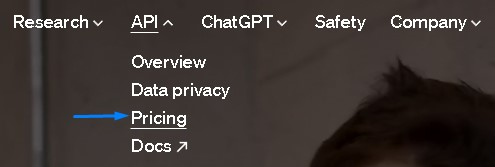 Research API ChatGPT Safety Company
Overview
Data privacy
Pricing
Docs ↗